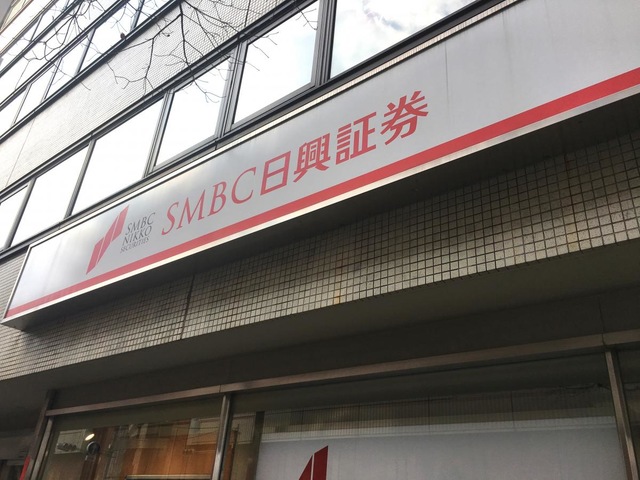 SMBC
NIKKO
SECURITIES
SMBC日興証券